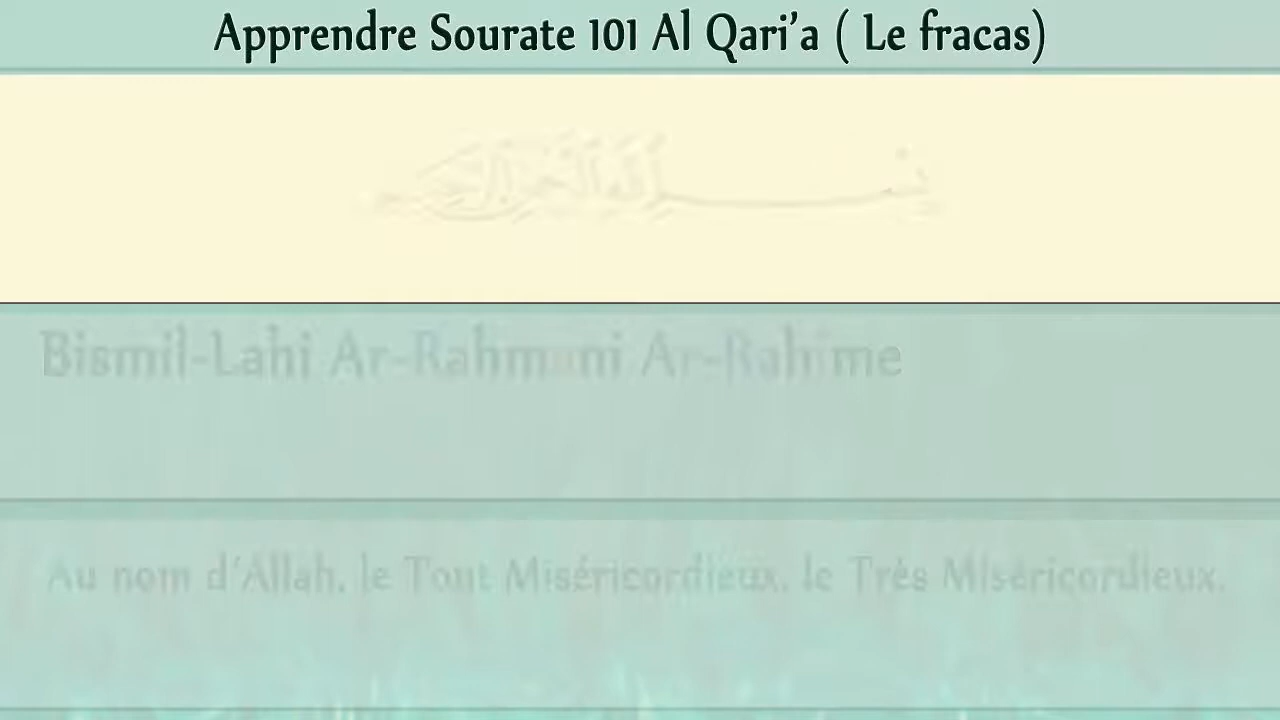 Apprendre Sourate 101 Al Qari'a ( Le fracas)
Bismil-Lahi Ar-Rahmani Ar-Rahime
Au nom d'Allah, le Tout Miséricordieux, le Très Miséricordieux.